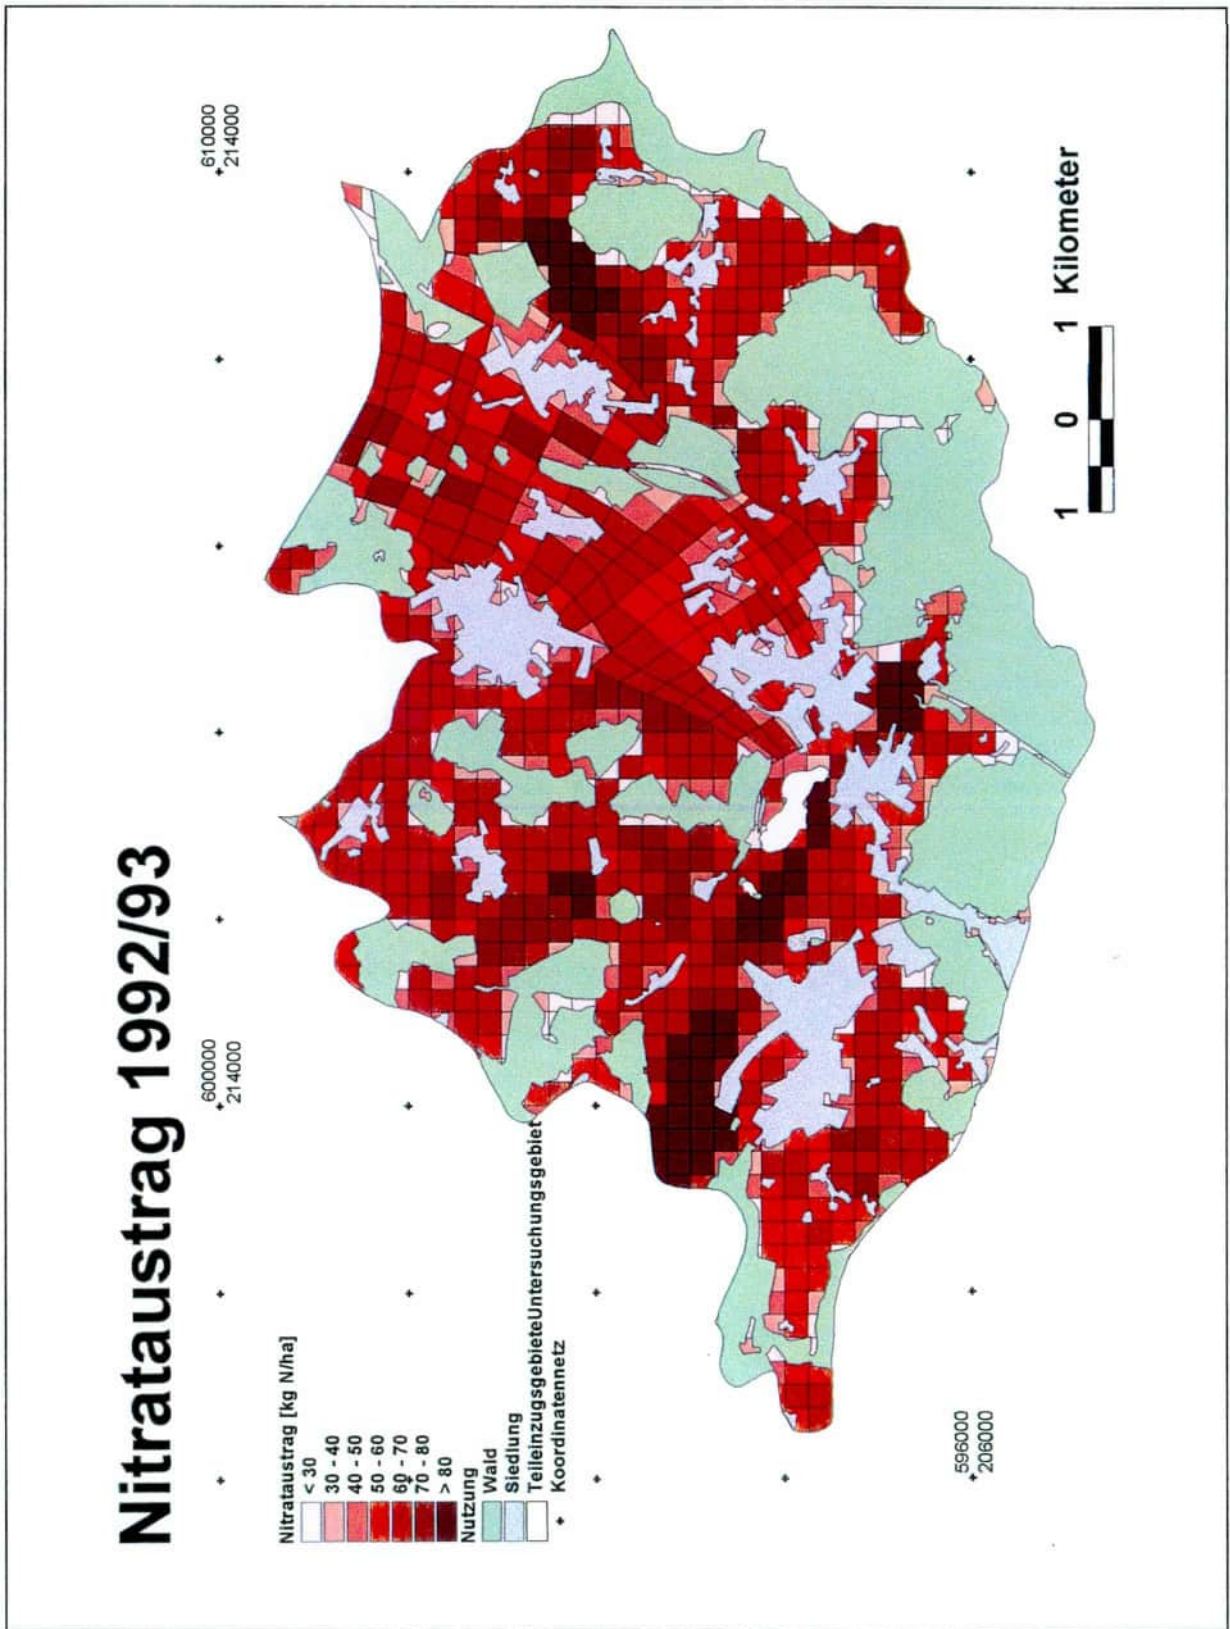 Nitrataustrag 1992/93
600000
214000
610000
214000
Nitrataustrag [kg N/ha]
< 30
30 - 40
40 - 50
50 - 60
60 - 70
70 - 80
> 80
Nutzung
Wald
Siedlung
TeileinzugsgebieteUntersuchungsgebiet
Koordinatennetz
596000
206000
1 0 1 Kilometer